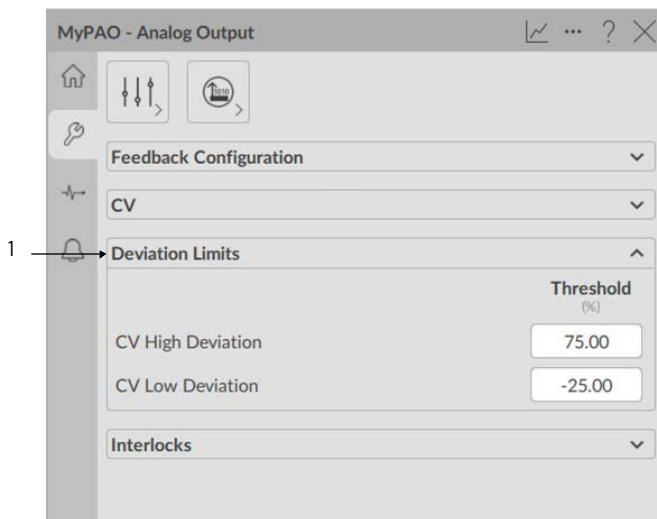 MyPAO - Analog Output
... ?
1010
Feedback Configuration
CV
1
Deviation Limits
Threshold
(%)
CV High Deviation 75.00
CV Low Deviation -25.00
Interlocks